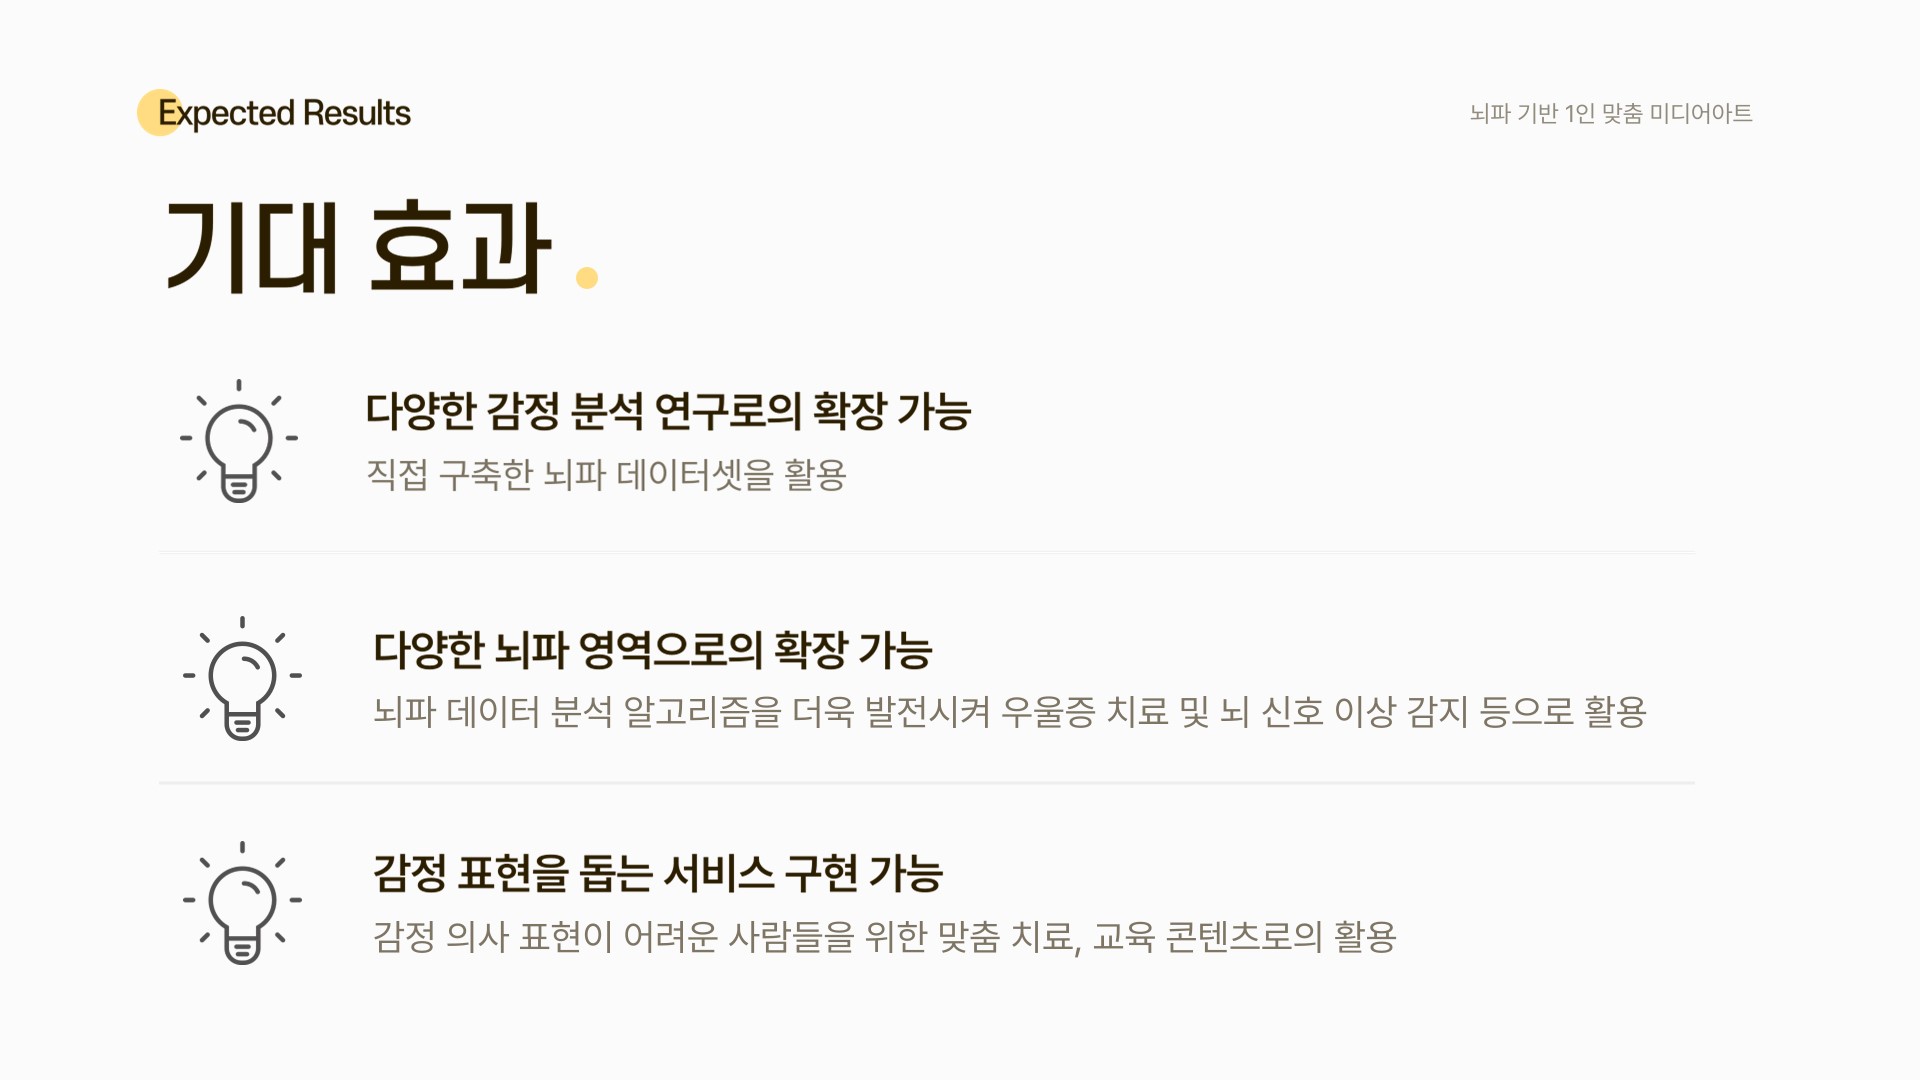 Expected Results
뇌파 기반 1인 맞춤 미디어아트
기대 효과.
다양한 감정 분석 연구로의 확장 가능
직접 구축한 뇌파 데이터셋을 활용
다양한 뇌파 영역으로의 확장 가능
뇌파 데이터 분석 알고리즘을 더욱 발전시켜 우울증 치료 및 뇌 신호 이상 감지 등으로 활용
감정 표현을 돕는 서비스 구현 가능
감정 의사 표현이 어려운 사람들을 위한 맞춤 치료, 교육 콘텐츠로의 활용